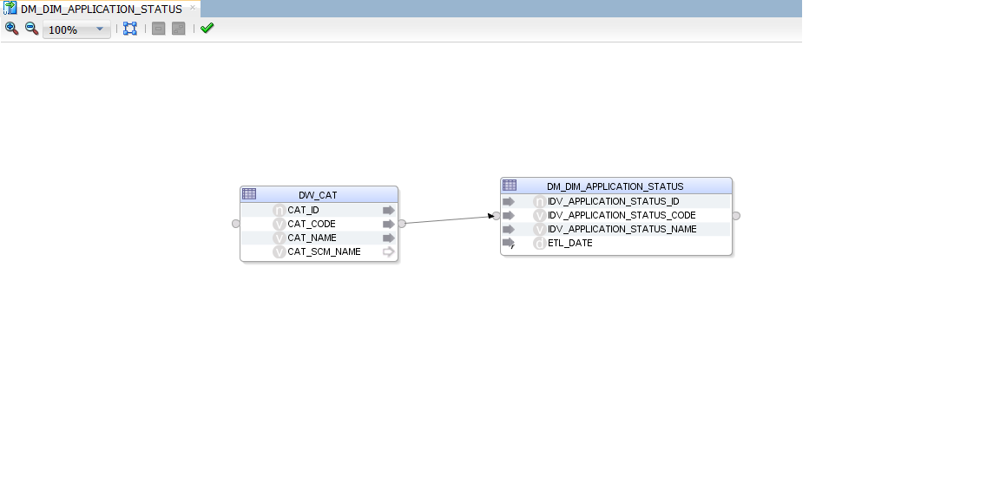 DM_DIM_APPLICATION_STATUS
100%
DW_CAT
n CAT_ID
v CAT_CODE
v CAT_NAME
v CAT_SCM_NAME
DM_DIM_APPLICATION_STATUS
n IDV_APPLICATION_STATUS_ID
v IDV_APPLICATION_STATUS_CODE
v IDV_APPLICATION_STATUS_NAME
d ETL_DATE